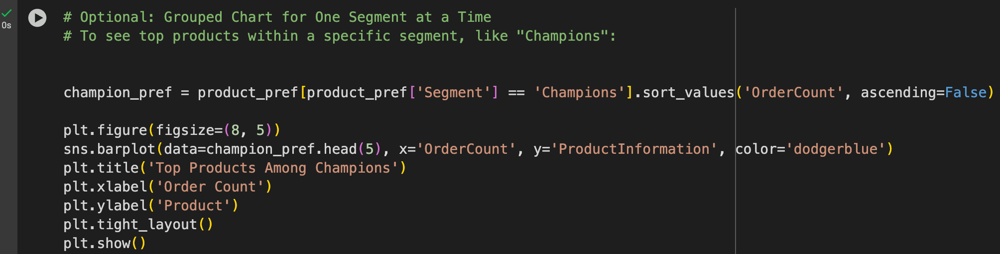 # Optional: Grouped Chart for One Segment at a Time
0s
# To see top products within a specific segment, like "Champions":
champion_pref = product_pref[product_pref['Segment'] == 'Champions'].sort_values('OrderCount', ascending=False)
plt.figure(figsize=(8, 5))
sns.barplot(data=champion_pref.head(5), x='OrderCount', y='ProductInformation', color='dodgerblue')
plt.title('Top Products Among Champions')
plt.xlabel('Order Count')
plt.ylabel('Product')
plt.tight_layout()
plt.show()